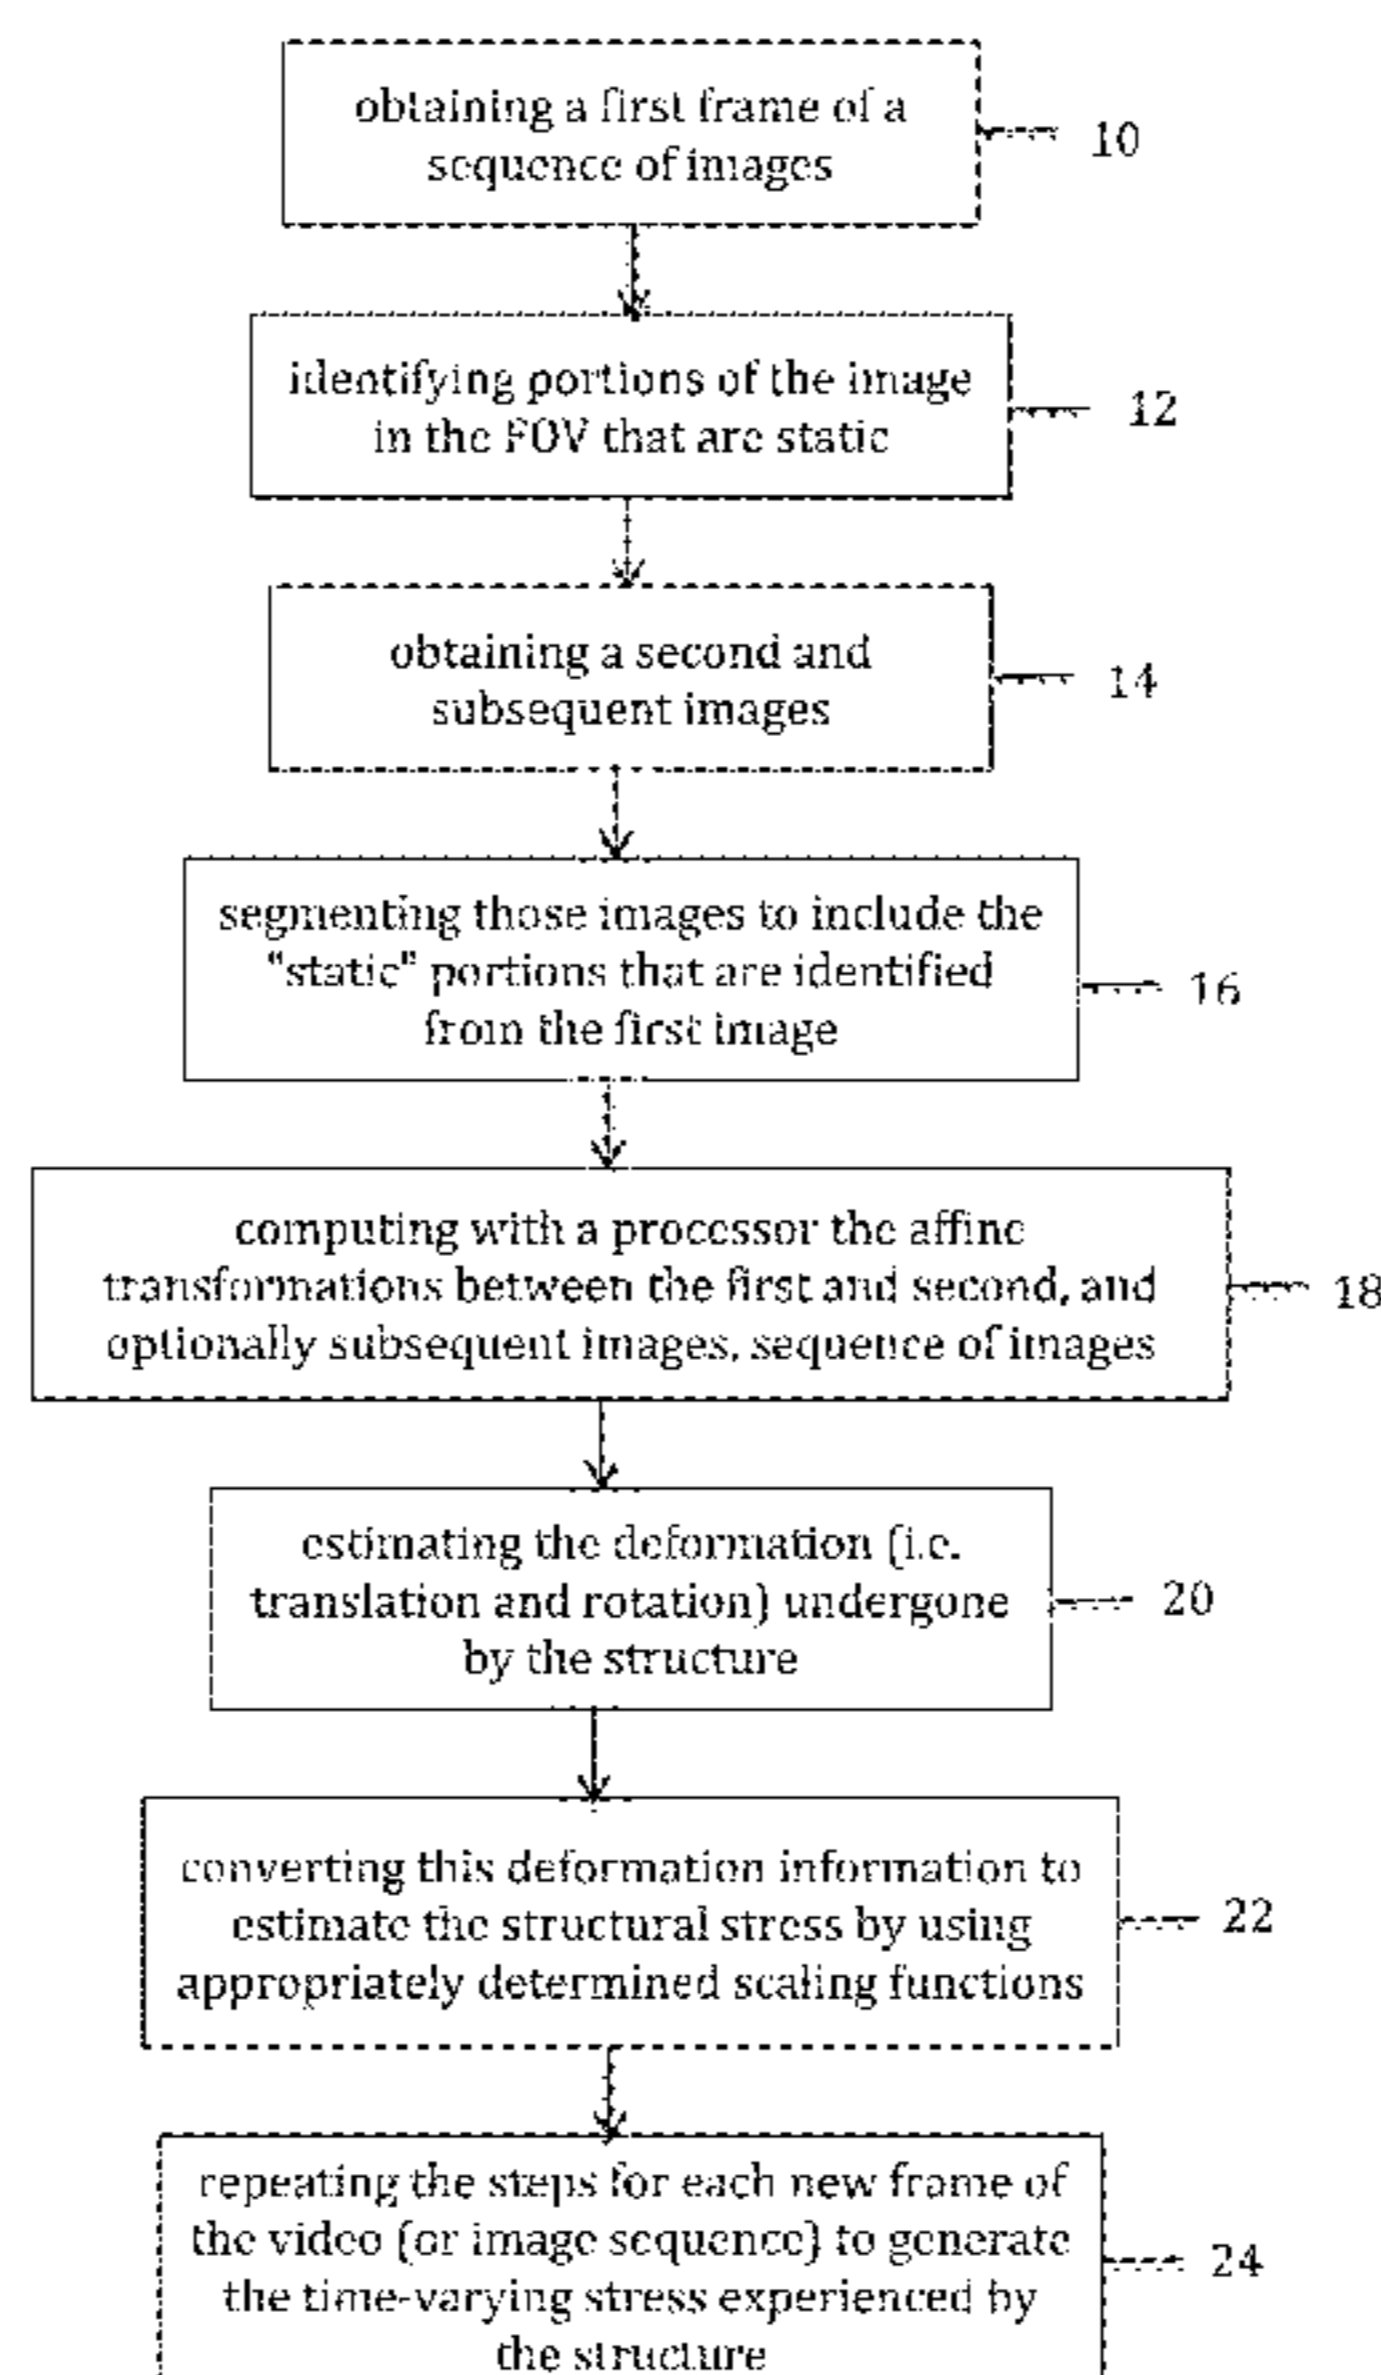 obtaining a first frame of a
sequence of images
10
identifying portions of the image
in the FOV that are static
12
obtaining a second and
subsequent images
14
segmenting those images to include the
“static” portions that are identified
from the first image
16
computing with a processor the affine
transformations between the first and second, and
optionally subsequent images, sequence of images
18
estimating the deformation (i.e.
translation and rotation) undergone
by the structure
20
converting this deformation information to
estimate the structural stress by using
appropriately determined scaling functions
22
repeating the steps for each new frame of
the video (or image sequence) to generate
the time-varying stress experienced by
the structure
24